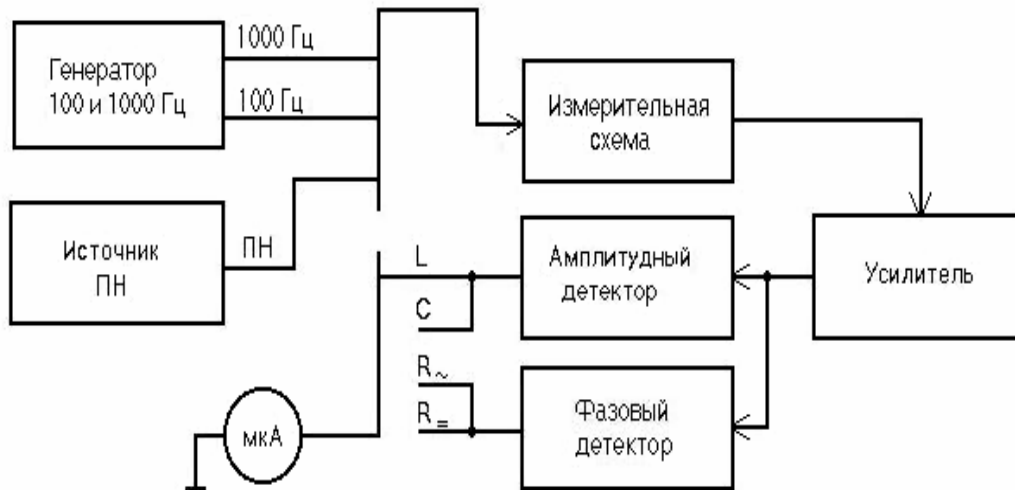 1000 Гц
Генератор
100 и 1000 Гц
100 Гц
Измерительная
схема
Источник
ПН
ПН
L
C
Амплитудный
детектор
Усилитель
R~
R=
Фазовый
детектор
мкА